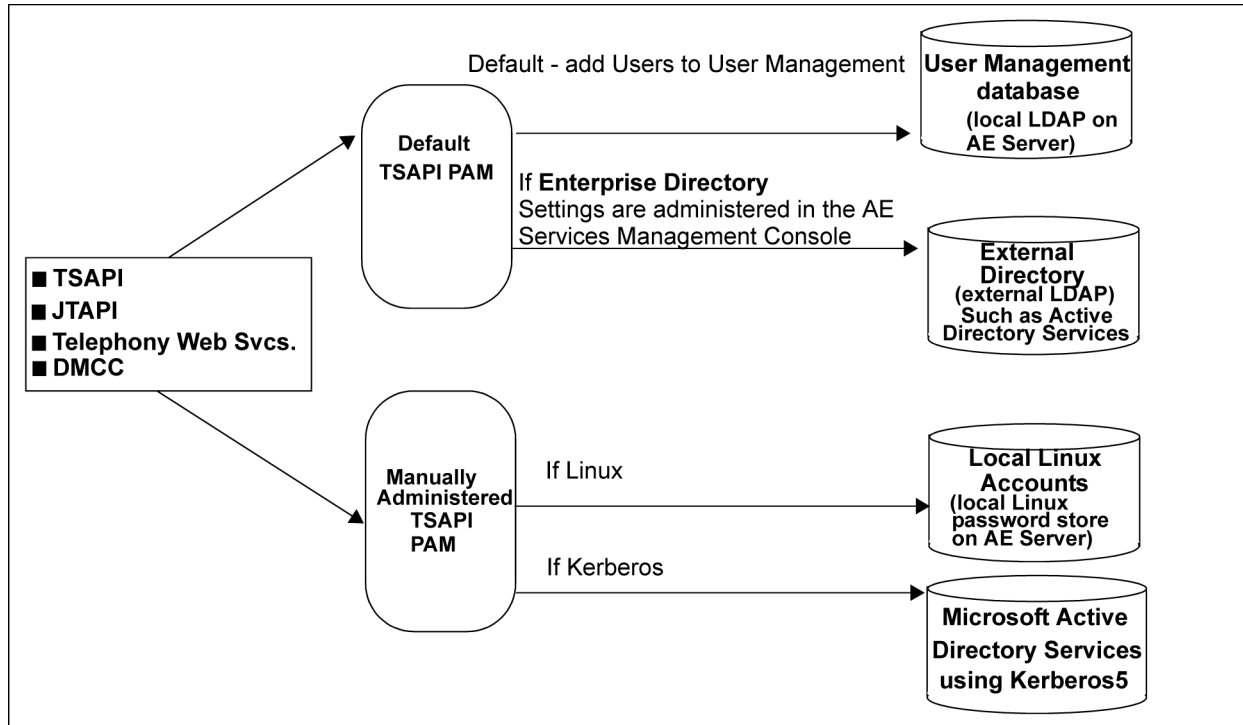 Default - add Users to User Management
User Management
database
(local LDAP on
AE Server)
Default
TSAPI PAM
If Enterprise Directory
Settings are administered in the AE
Services Management Console
External
Directory
(external LDAP)
Such as Active
Directory Services
■ TSAPI
■ JTAPI
■ Telephony Web Svcs.
■ DMCC
Manually
Administered
TSAPI
PAM
If Linux
Local Linux
Accounts
(local Linux
password store
on AE Server)
If Kerberos
Microsoft Active
Directory Services
using Kerberos5